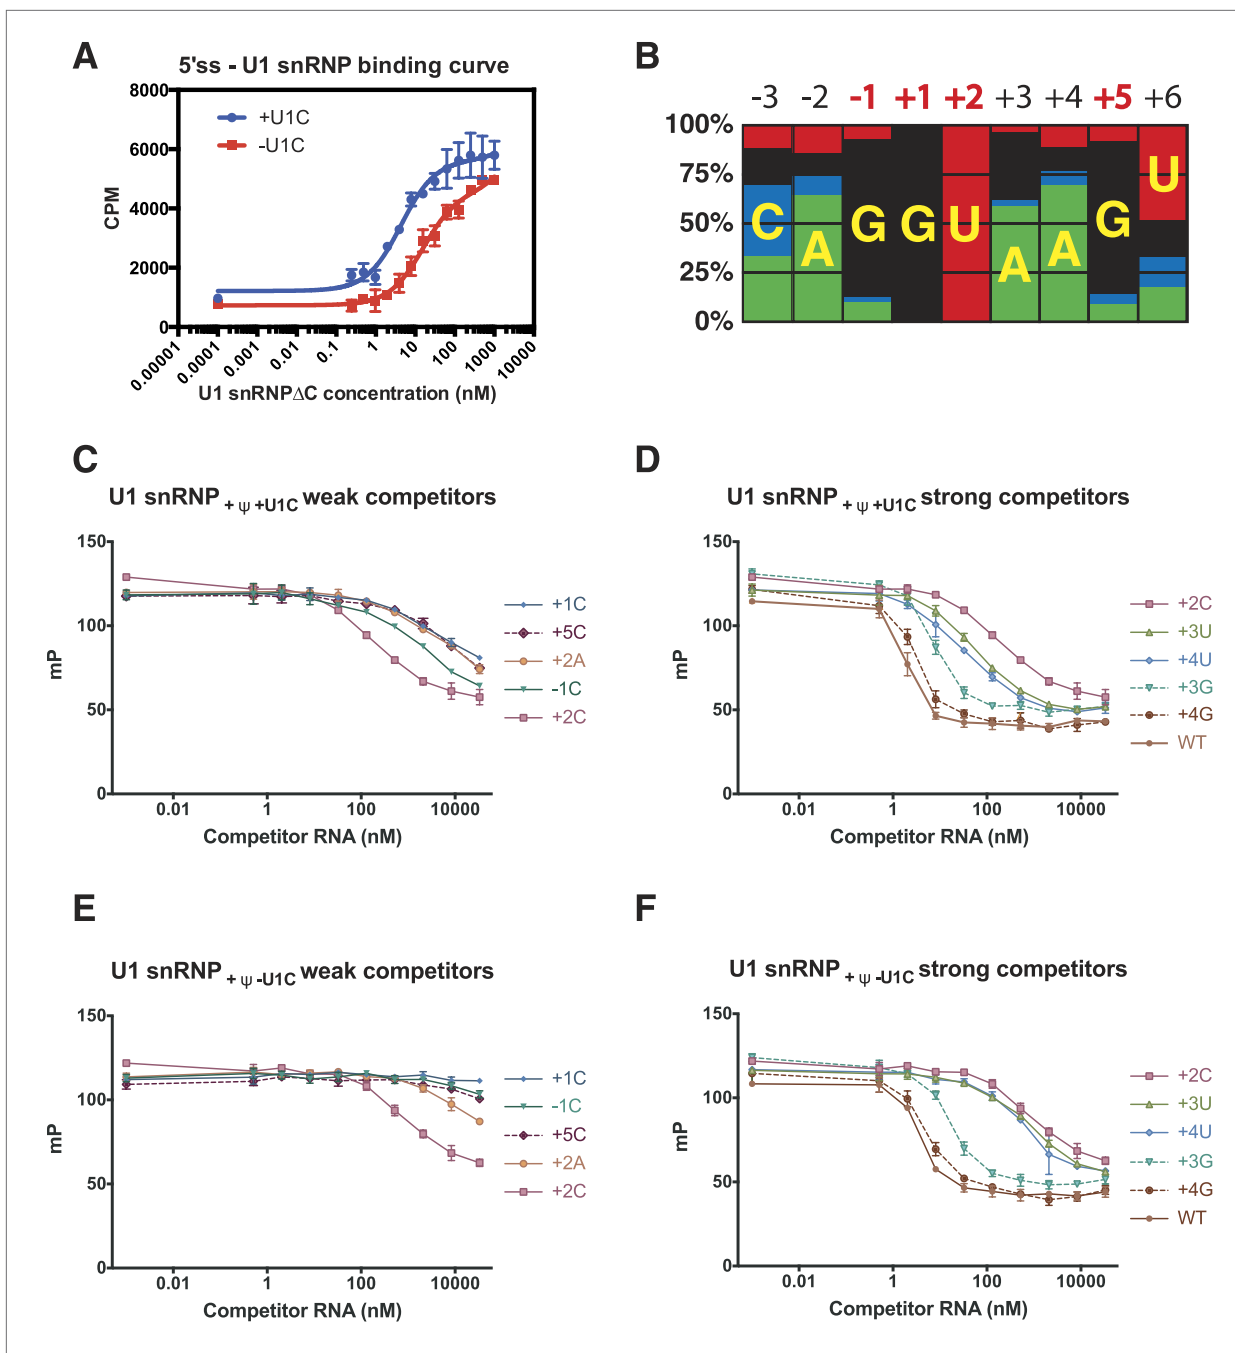 A
5'ss - U1 snRNP binding curve
8000
6000
4000
2000
0
CPM
+U1C
-U1C
0.00001
0.0001
0.001
0.01
0.1
1
10
100
1000
10000
U1 snRNPΔC concentration (nM)
B
-3 -2 -1 +1 +2 +3 +4 +5 +6
100%
75%
50%
25%
0%
C A G G U A A G U
C
U1 snRNP + ψ +U1C weak competitors
150
100
50
0
mP
0.01 1 100 10000
Competitor RNA (nM)
+1C
+5C
+2A
-1C
+2C
D
U1 snRNP + ψ +U1C strong competitors
150
100
50
0
mP
0.01 1 100 10000
Competitor RNA (nM)
+2C
+3U
+4U
+3G
+4G
WT
E
U1 snRNP + ψ -U1C weak competitors
150
100
50
0
mP
0.01 1 100 10000
Competitor RNA (nM)
+1C
-1C
+5C
+2A
+2C
F
U1 snRNP + ψ -U1C strong competitors
150
100
50
0
mP
0.01 1 100 10000
Competitor RNA (nM)
+2C
+3U
+4U
+3G
+4G
WT